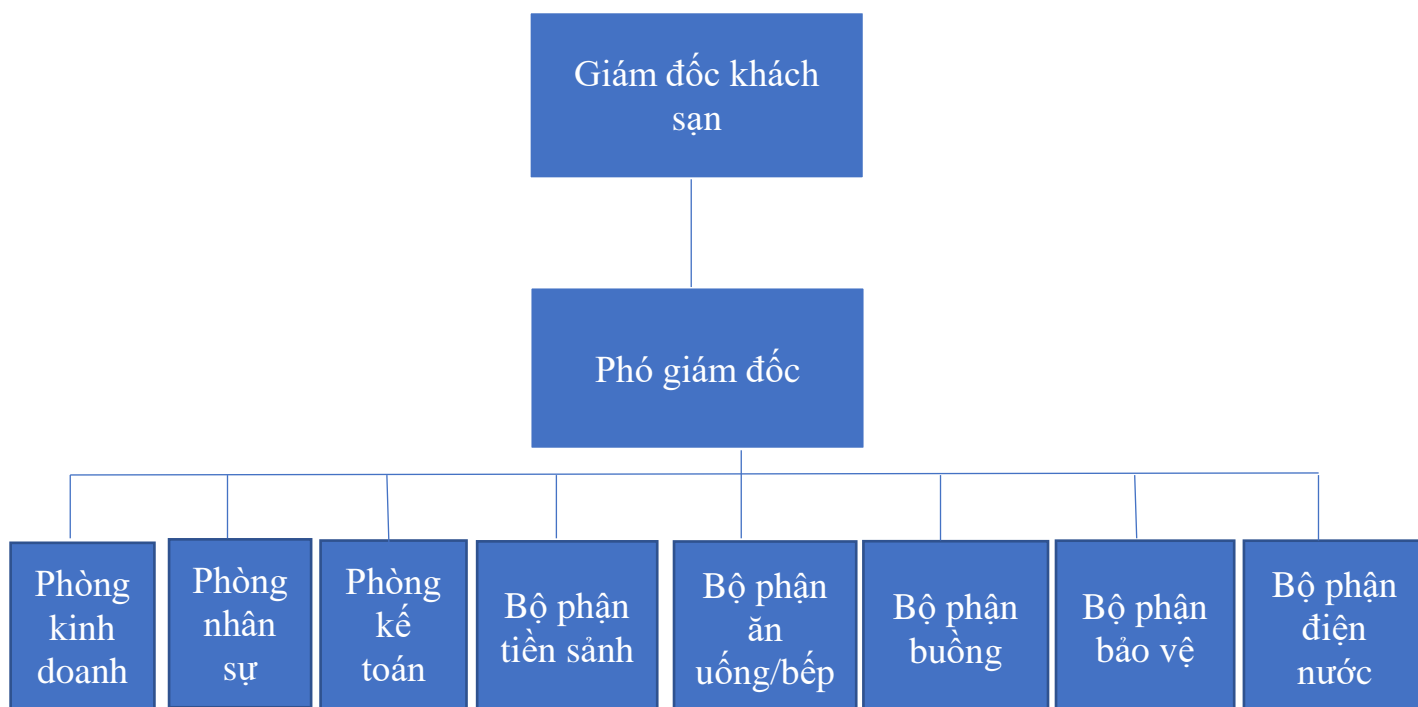 Giám đốc khách
sạn
Phó giám đốc
Phòng
kinh
doanh
Phòng
nhân
sự
Phòng
kế
toán
Bộ phận
tiền sảnh
Bộ phận
ăn
uống/bếp
Bộ phận
buồng
Bộ phận
bảo vệ
Bộ phận
điện
nước